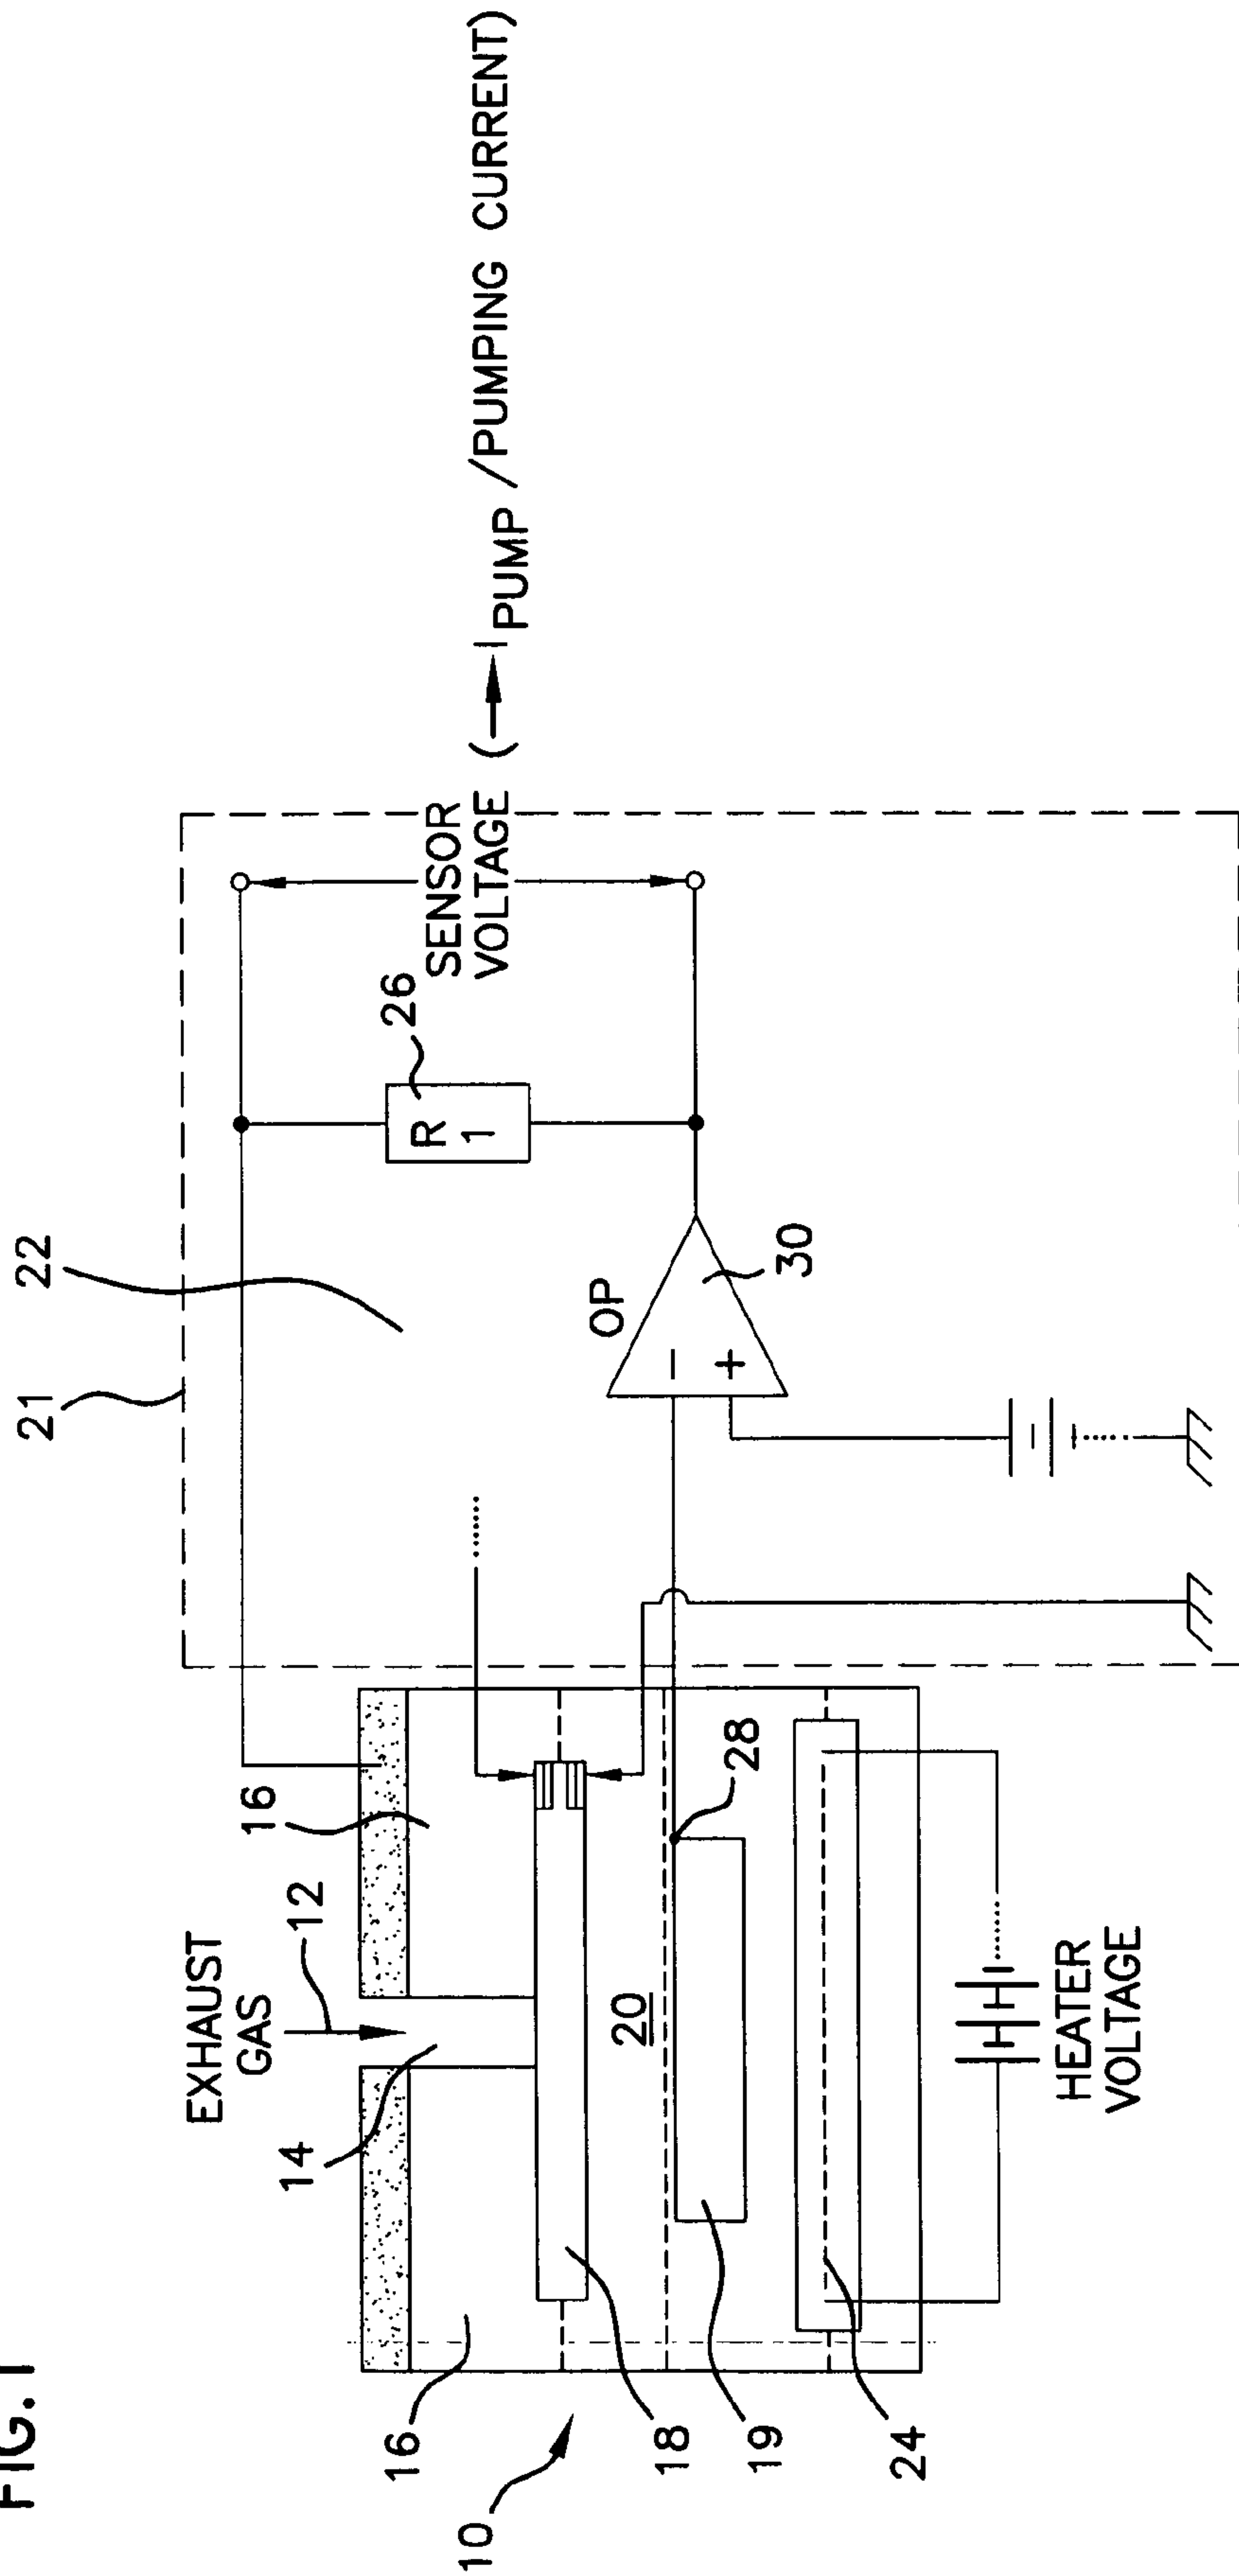 FIG. 1
21
22
EXHAUST
GAS
12
14
16
16
10
18
19
20
24
28
HEATER
VOLTAGE
OP
−
+
30
R
1
26
SENSOR
VOLTAGE (→ IPUMP /PUMPING CURRENT)